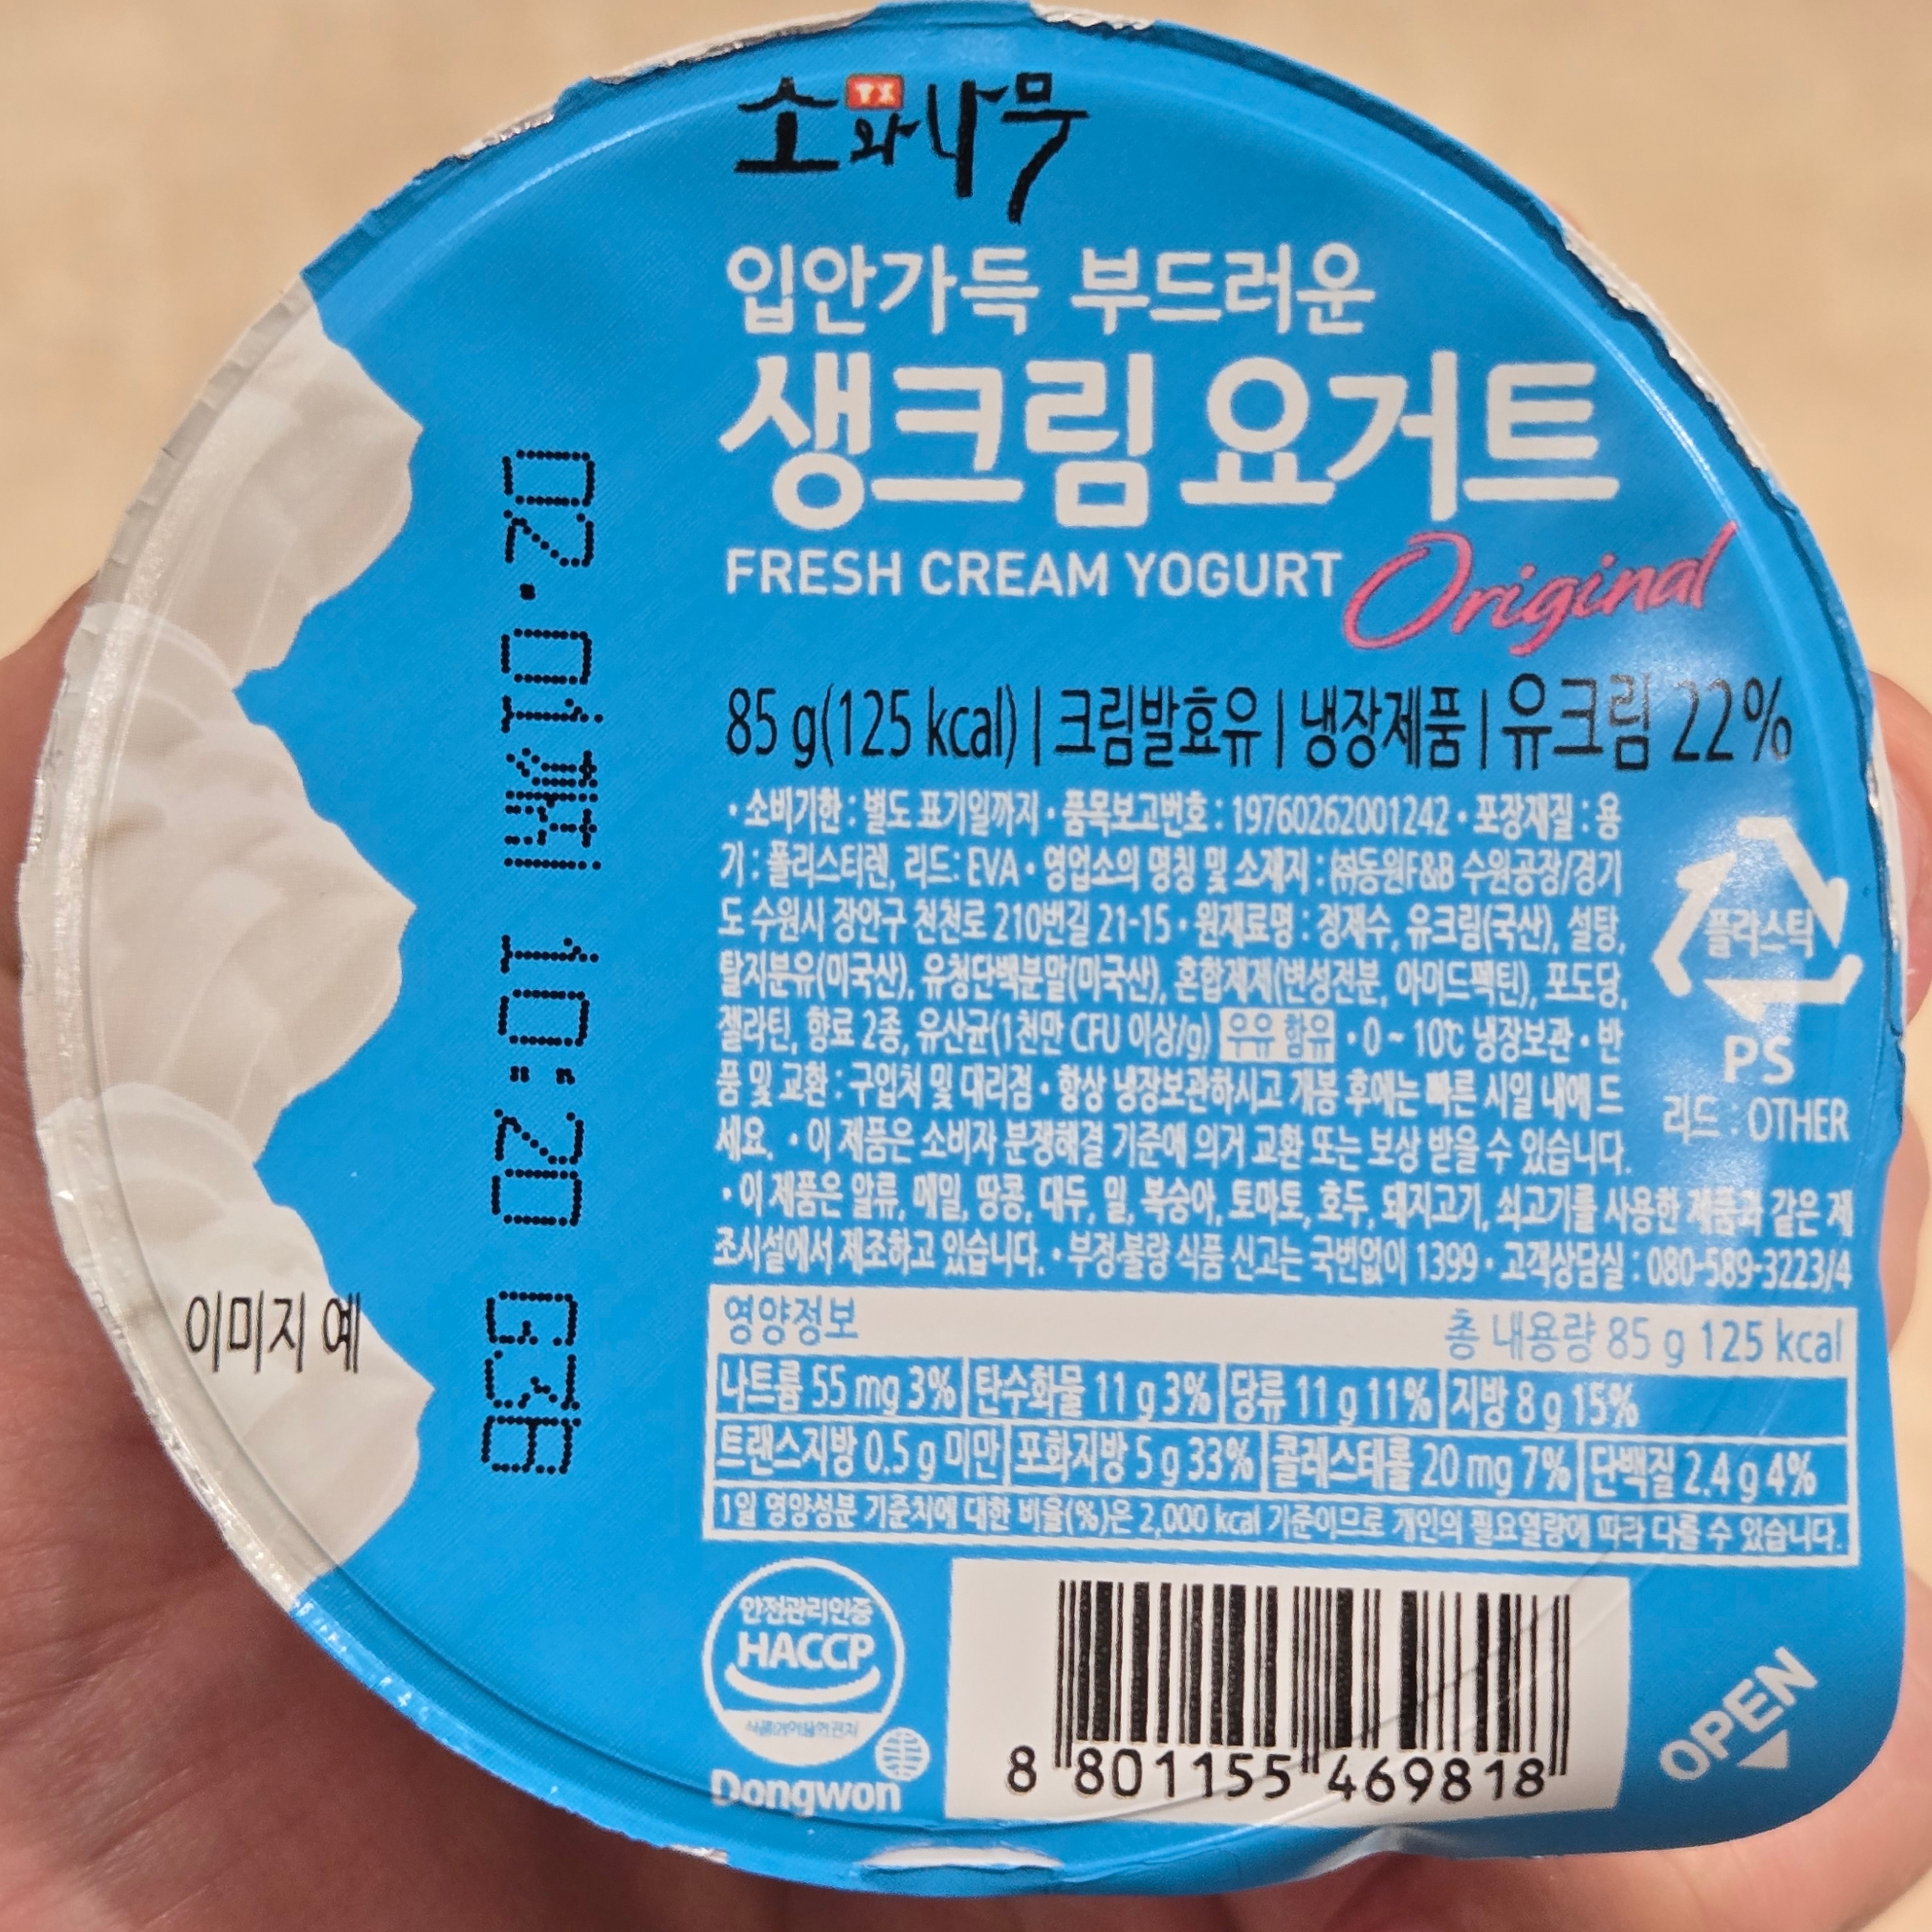 소와나무
입안가득 부드러운
생크림 요거트
FRESH CREAM YOGURT Original
85 g(125 kcal) | 크림발효유 | 냉장제품 | 유크림 22%
• 소비기한 : 별도 표기일까지 • 품목보고번호 : 19760262001242 • 포장재질 : 용
기 : 폴리스티렌, 리드: EVA • 영업소의 명칭 및 소재지 : ㈜동원F&B 수원공장/경기
도 수원시 장안구 천천로 210번길 21-15 • 원재료명 : 정제수, 유크림(국산), 설탕,
탈지분유(미국산), 유청단백분말(미국산), 혼합제제(변성전분, 아미드펙틴), 포도당,
젤라틴, 향료 2종, 유산균(1천만 CFU 이상/g) 우유 함유 • 0 ~ 10℃ 냉장보관 • 반
품 및 교환 : 구입처 및 대리점 • 항상 냉장보관하시고 개봉 후에는 빠른 시일 내에 드
세요. • 이 제품은 소비자 분쟁해결 기준에 의거 교환 또는 보상 받을 수 있습니다.
• 이 제품은 알류, 메밀, 땅콩, 대두, 밀, 복숭아, 토마토, 호두, 돼지고기, 쇠고기를 사용한 제품과 같은 제
조시설에서 제조하고 있습니다. • 부정·불량 식품 신고는 국번없이 1399 • 고객상담실 : 080-589-3223/4
플라스틱
PS
리드 : OTHER
영양정보 총 내용량 85 g 125 kcal
나트륨 55 mg 3% 탄수화물 11 g 3% 당류 11 g 11% 지방 8 g 15%
트랜스지방 0.5 g 미만 포화지방 5 g 33% 콜레스테롤 20 mg 7% 단백질 2.4 g 4%
1일 영양성분 기준치에 대한 비율(%)은 2,000 kcal 기준이므로 개인의 필요열량에 따라 다를 수 있습니다.
안전관리인증
HACCP
Dongwon
8 801155 469818
OPEN
이미지 예